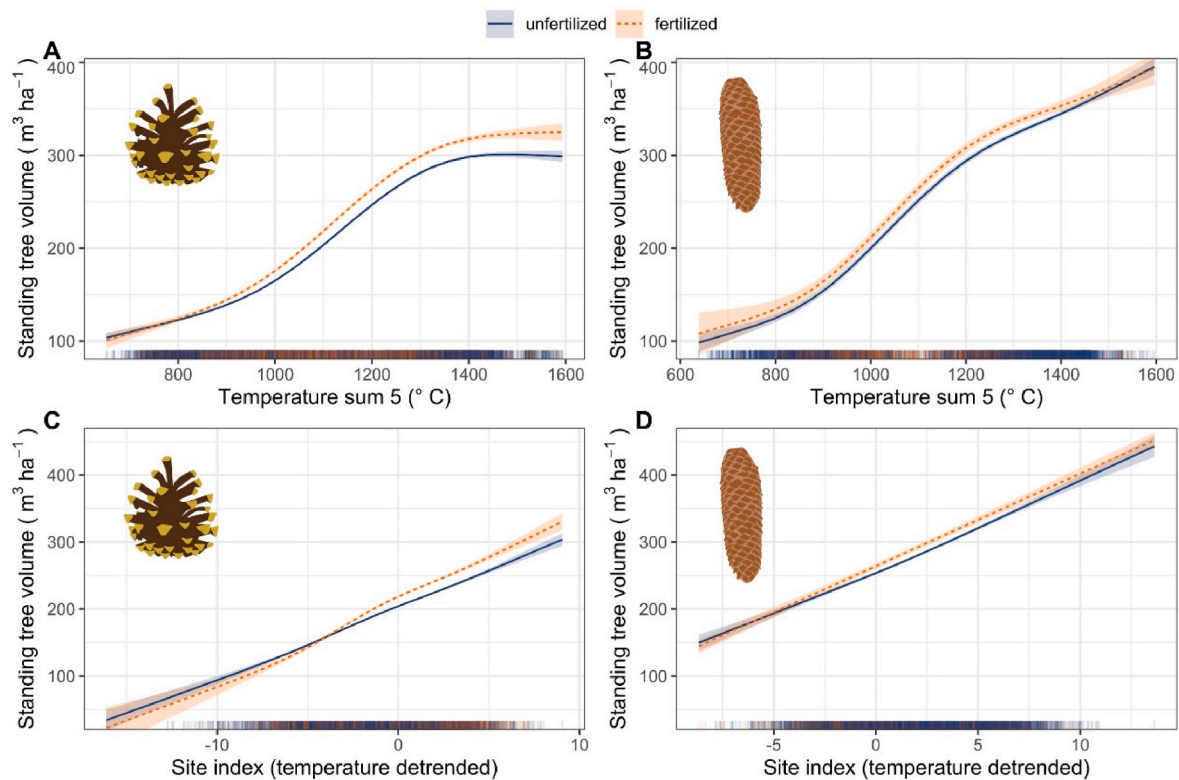 unfertilized fertilized
A
B
Standing tree volume ( m³ ha⁻¹ )
400
300
200
100
800 1000 1200 1400 1600
Temperature sum 5 (° C)
Standing tree volume ( m³ ha⁻¹ )
400
300
200
100
600 800 1000 1200 1400 1600
Temperature sum 5 (° C)
C
D
Standing tree volume ( m³ ha⁻¹ )
400
300
200
100
-10 0 10
Site index (temperature detrended)
Standing tree volume ( m³ ha⁻¹ )
400
300
200
100
-5 0 5 10
Site index (temperature detrended)